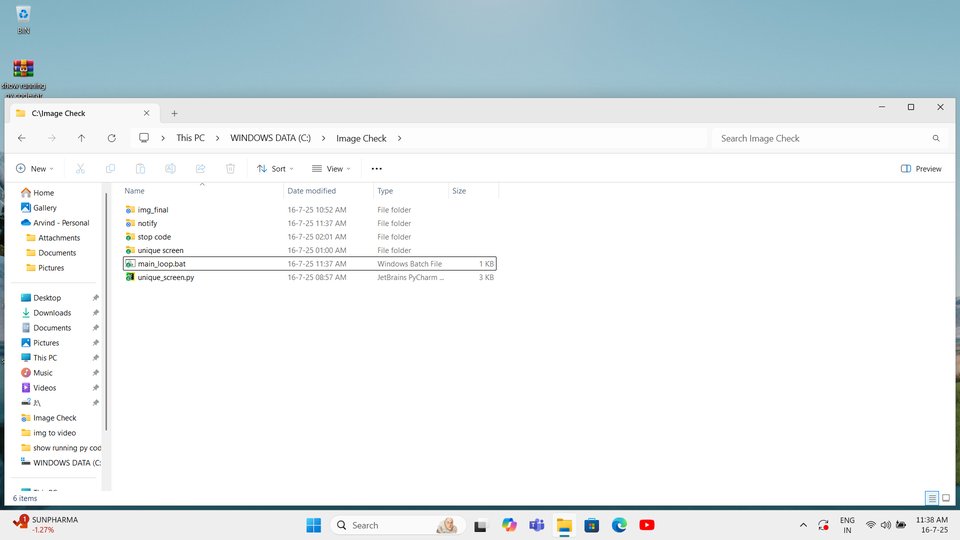 BIN
show running
C:\Image Check
This PC
WINDOWS DATA (C:)
Image Check
Search Image Check
New
Sort
View
Preview
Name
Date modified
Type
Size
img_final
16-7-25 10:52 AM
File folder
notify
16-7-25 11:37 AM
File folder
stop code
16-7-25 02:01 AM
File folder
unique screen
16-7-25 01:00 AM
File folder
main_loop.bat
16-7-25 11:37 AM
Windows Batch File
1 KB
unique_screen.py
16-7-25 08:57 AM
JetBrains PyCharm ...
3 KB
Home
Gallery
Arvind - Personal
Attachments
Documents
Pictures
Desktop
Downloads
Documents
Pictures
This PC
Music
Videos
Image Check
img to video
show running py cod
WINDOWS DATA (C:
6 items
SUNPHARMA
-1.27%
1
Search
ENG
IN
11:38 AM
16-7-25